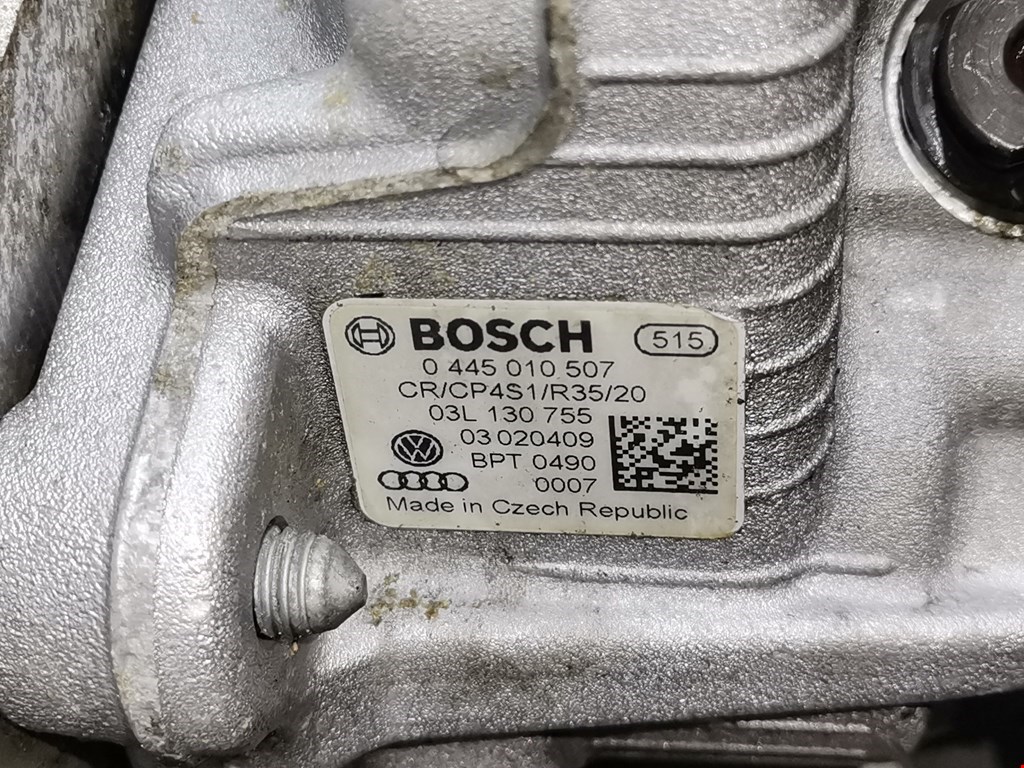 BOSCH 515
0 445 010 507
CR/CP4S1/R35/20
03L 130 755
03 020409
BPT 0490
0007
Made in Czech Republic